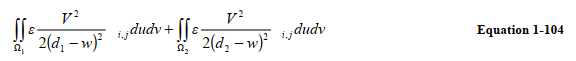 ∬_{Ω₁} ε V²/(2(d₁ − w)²) _{i,j} dudv + ∬_{Ω₂} ε V²/(2(d₂ − w)²) _{i,j} dudv Equation 1-104